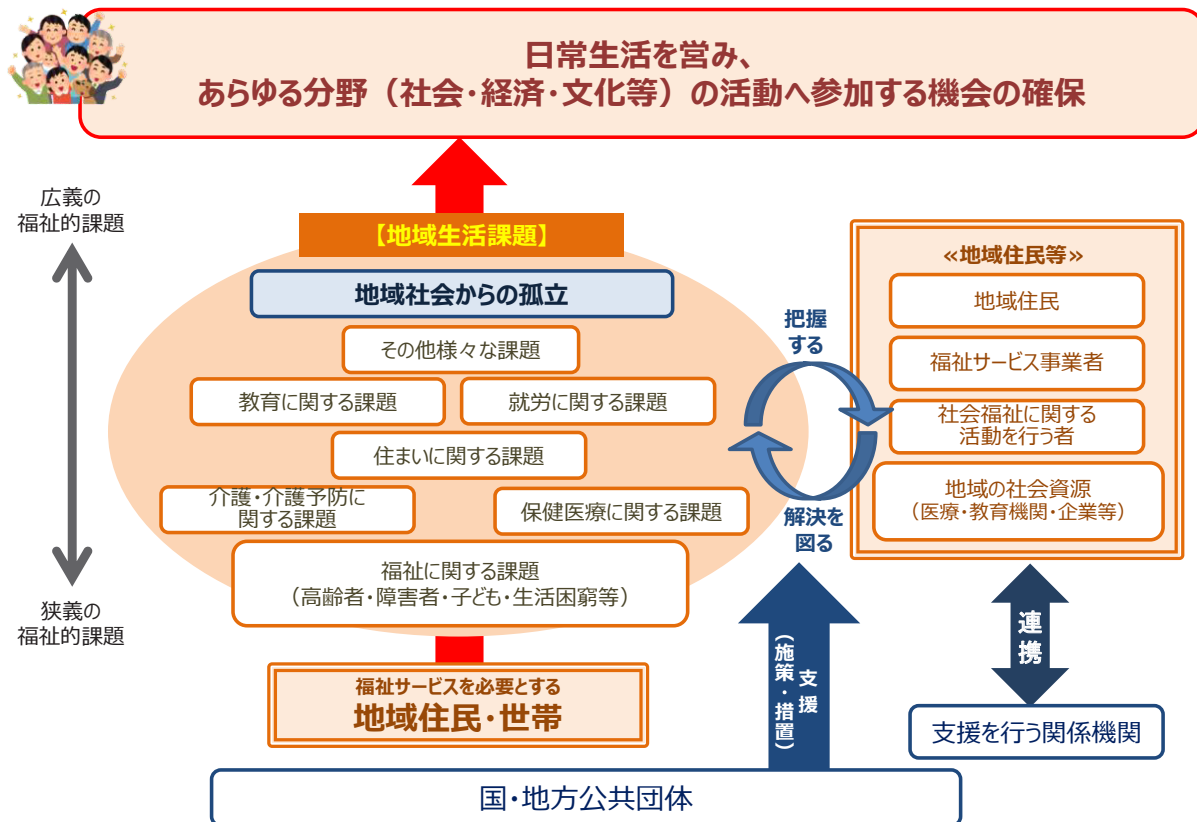 日常生活を営み、
あらゆる分野（社会・経済・文化等）の活動へ参加する機会の確保
広義の
福祉的課題
狭義の
福祉的課題
【地域生活課題】
地域社会からの孤立
その他様々な課題
教育に関する課題
就労に関する課題
住まいに関する課題
介護・介護予防に
関する課題
保健医療に関する課題
福祉に関する課題
（高齢者・障害者・子ども・生活困窮等）
福祉サービスを必要とする
地域住民・世帯
把握
する
解決を
図る
«地域住民等»
地域住民
福祉サービス事業者
社会福祉に関する
活動を行う者
地域の社会資源
（医療・教育機関・企業等）
支援
（施策・措置）
連携
支援を行う関係機関
国・地方公共団体